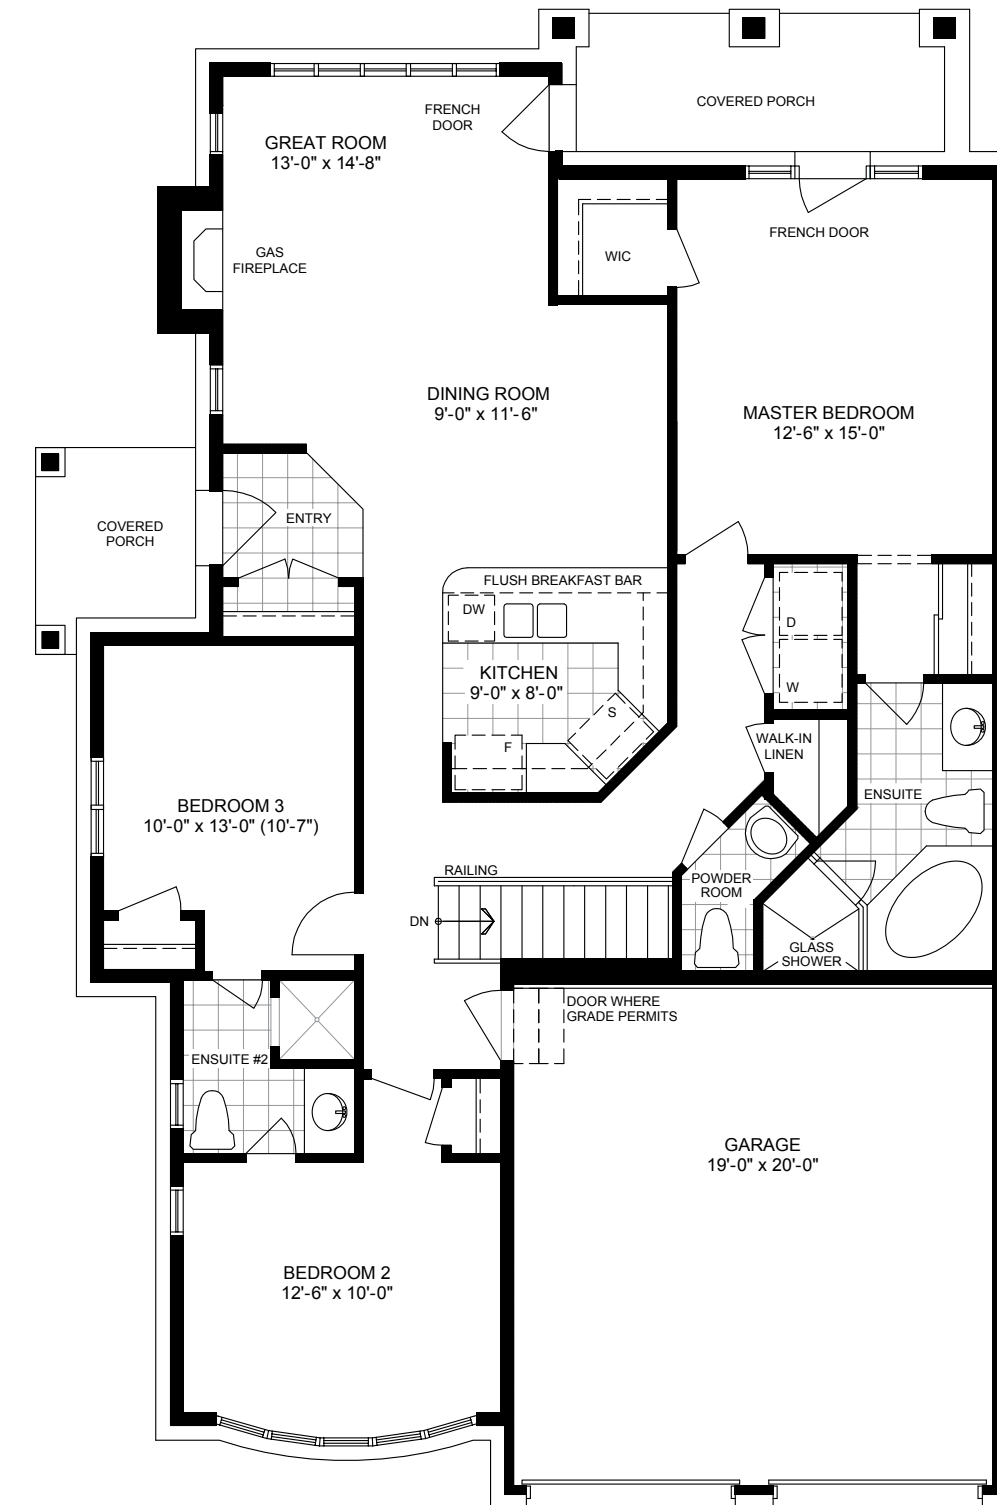 COVERED PORCH
FRENCH
DOOR
GREAT ROOM
13'-0" x 14'-8"
FRENCH DOOR
GAS
FIREPLACE
WIC
DINING ROOM
9'-0" x 11'-6"
MASTER BEDROOM
12'-6" x 15'-0"
COVERED
PORCH
ENTRY
FLUSH BREAKFAST BAR
DW
D
KITCHEN
9'-0" x 8'-0"
W
S
F
WALK-IN
LINEN
ENSUITE
BEDROOM 3
10'-0" x 13'-0" (10'-7")
RAILING
POWDER
ROOM
DN
GLASS
SHOWER
DOOR WHERE
GRADE PERMITS
ENSUITE #2
GARAGE
19'-0" x 20'-0"
BEDROOM 2
12'-6" x 10'-0"